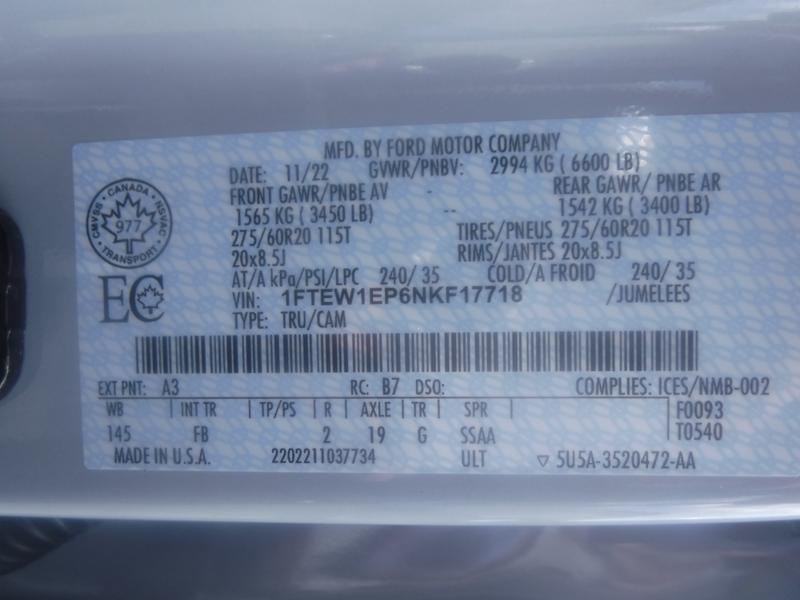 MFD. BY FORD MOTOR COMPANY
DATE: 11/22 GVWR/PNBV: 2994 KG ( 6600 LB)
FRONT GAWR/PNBE AV - REAR GAWR/ PNBE AR
1565 KG ( 3450 LB) -- 1542 KG ( 3400 LB)
275/60R20 115T TIRES/PNEUS 275/60R20 115T
20x8.5J RIMS/JANTES 20x8.5J
AT/A kPa/PSI/LPC 240/ 35 COLD/A FROID 240/ 35
VIN: 1FTEW1EP6NKF17718 /JUMELEES
TYPE: TRU/CAM
CANADA
CMVSS NSVAC
977
TRANSPORT
EC
EXT PNT: A3 RC: B7 DSO: COMPLIES: ICES/NMB-002
WB INT TR TP/PS R AXLE TR SPR F0093
145 FB 2 19 G SSAA T0540
MADE IN U.S.A. 2202211037734 ULT ▽ 5U5A-3520472-AA